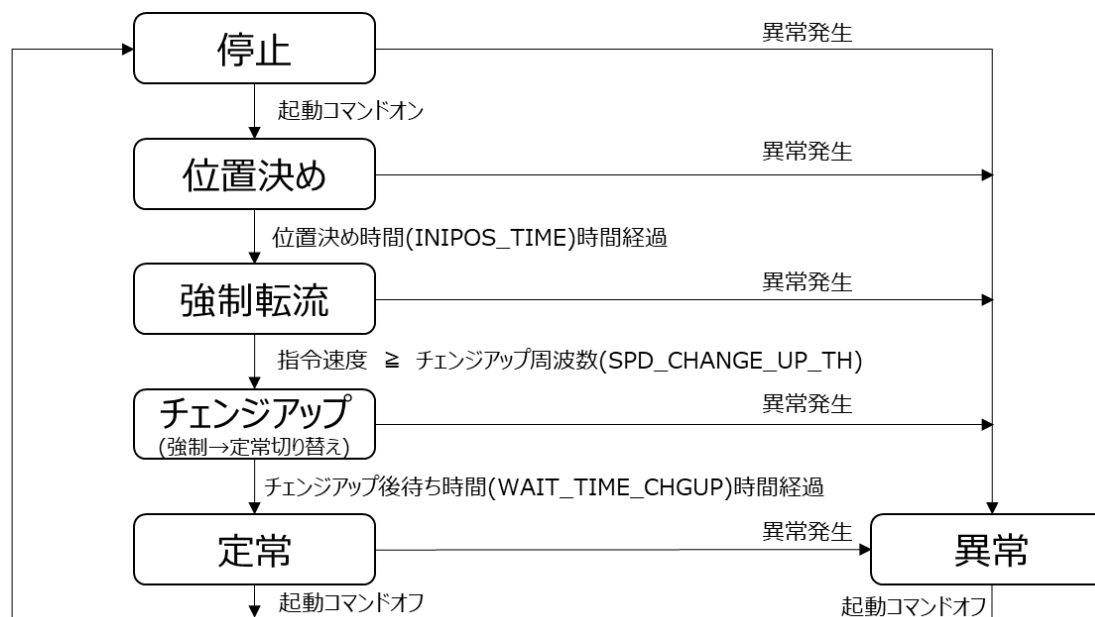 停止
異常発生
起動コマンドオン
位置決め
異常発生
位置決め時間(INIPOS_TIME)時間経過
強制転流
異常発生
指令速度 ≧ チェンジアップ周波数(SPD_CHANGE_UP_TH)
チェンジアップ
(強制→定常切り替え)
異常発生
チェンジアップ後待ち時間(WAIT_TIME_CHGUP)時間経過
定常
異常発生
異常
起動コマンドオフ
起動コマンドオフ